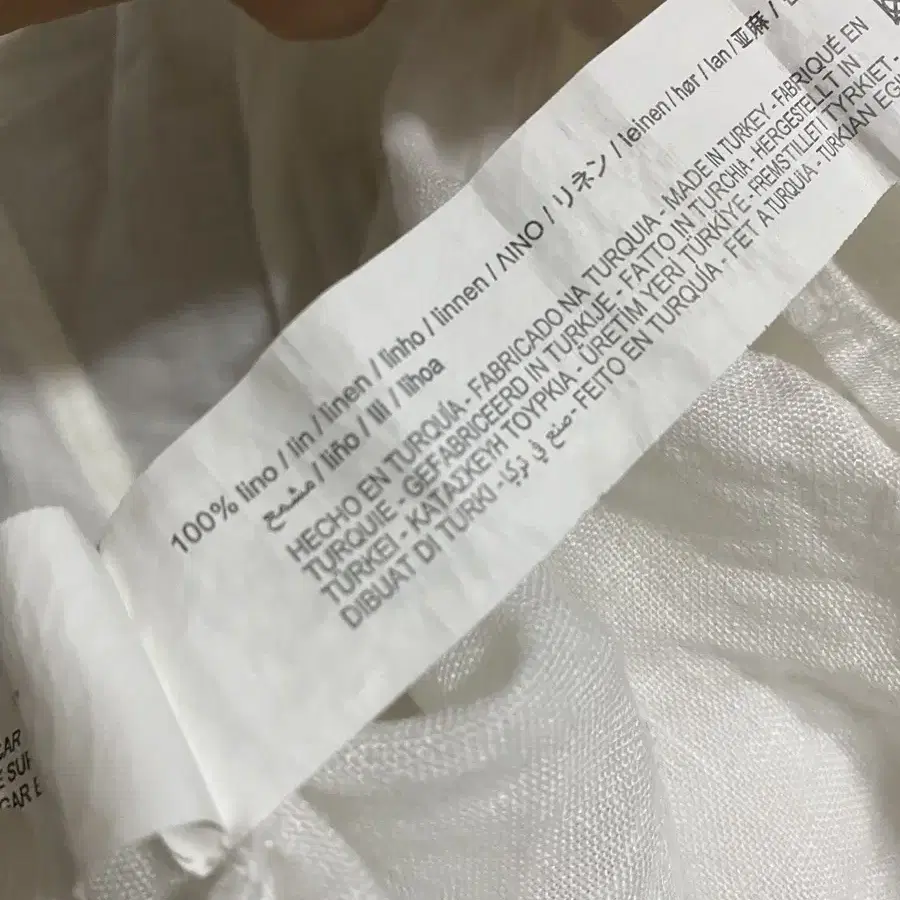 100% lino / lin / linen / linho / linnen / ΛΙΝΟ / リネン / leinen / hør / lan / 亚麻 /
مشمع / liño / lli / lihoa
HECHO EN TURQUÍA - FABRICADO NA TURQUIA - MADE IN TURKEY - FABRIQUÉ EN
TURQUIE - GEFABRICEERD IN TURKIJE - FATTO IN TURCHIA - HERGESTELLT IN
TÜRKEI - ΚΑΤΑΣΚΕΥΗ ΤΟΥΡΚΙΑ - ÜRETİM YERİ TÜRKİYE - FREMSTILLET I TYRKIET -
DIBUAT DI TURKI - صنع في تركيا - FEITO EN TURQUÍA - FET A TURQUIA - TURKIAN